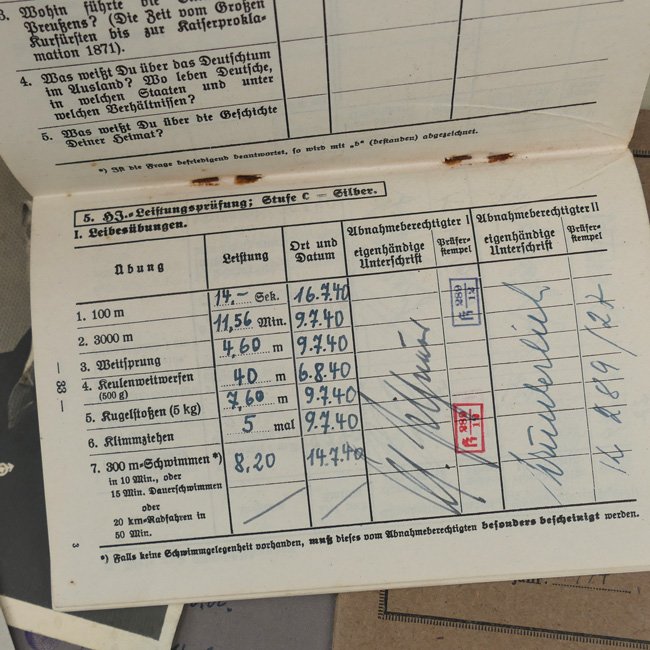 3. Wohin führte die
Preußens? (Die Zeit vom Großen
Kurfürsten bis zur Kaiserprokla-
mation 1871).
4. Was weißt Du über das Deutschtum
im Ausland? Wo leben Deutsche,
in welchen Staaten und unter
welchen Verhältnissen?
5. Was weißt Du über die Geschichte
Deiner Heimat?
*) Ist die Frage befriedigend beantwortet, so wird mit „b“ (bestanden) abgezeichnet.
5. HJ.-Leistungsprüfung; Stufe C — Silber.
I. Leibesübungen.
Übung Leistung Ort und Datum Abnahmeberechtigter I eigenhändige Unterschrift Prüfer-stempel Abnahmeberechtigter II eigenhändige Unterschrift Prüfer-stempel
1. 100 m 14,- Sek. 16.7.40
2. 3000 m 11,56 Min. 9.7.40
3. Weitsprung 4,60 m 9.7.40
4. Keulenweitwerfen (500 g) 40 m 6.8.40
5. Kugelstoßen (5 kg) 7,60 m 9.7.40
6. Klimmziehen 5 mal 9.7.40
7. 300 m-Schwimmen *) 8,20 14.7.40
in 10 Min., oder
15 Min. Dauerschwimmen
oder
20 km-Radfahren in
50 Min.
*) Falls keine Schwimmgelegenheit vorhanden, muß dieses vom Abnahmeberechtigten besonders bescheinigt werden.
— 33 —
3